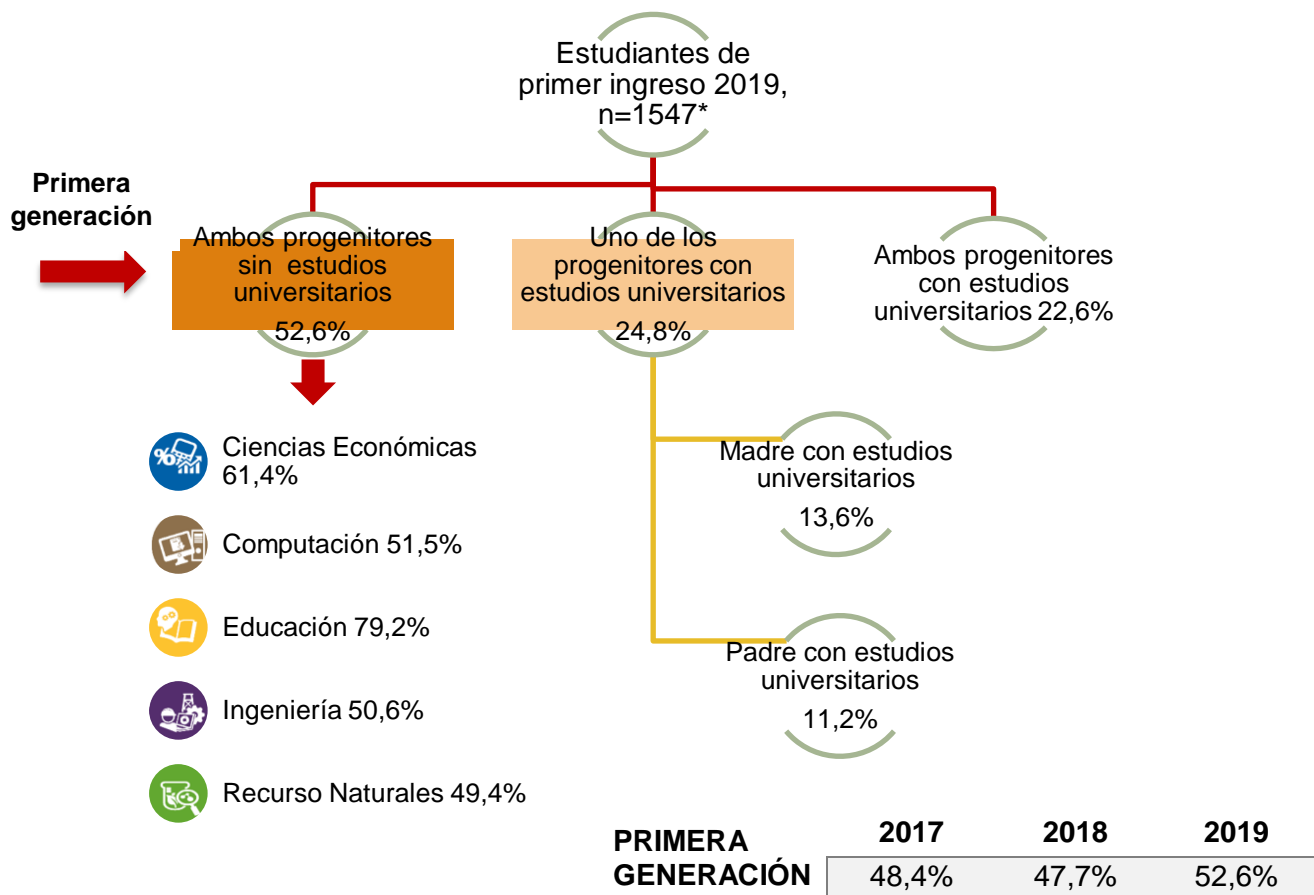 Estudiantes de
primer ingreso 2019,
n=1547*
Primera
generación
Ambos progenitores
sin estudios
universitarios
52,6%
Uno de los
progenitores con
estudios universitarios
24,8%
Ambos progenitores
con estudios
universitarios 22,6%
Ciencias Económicas
61,4%
Computación 51,5%
Educación 79,2%
Ingeniería 50,6%
Recurso Naturales 49,4%
Madre con estudios
universitarios
13,6%
Padre con estudios
universitarios
11,2%
PRIMERA
GENERACIÓN
2017 2018 2019
48,4% 47,7% 52,6%